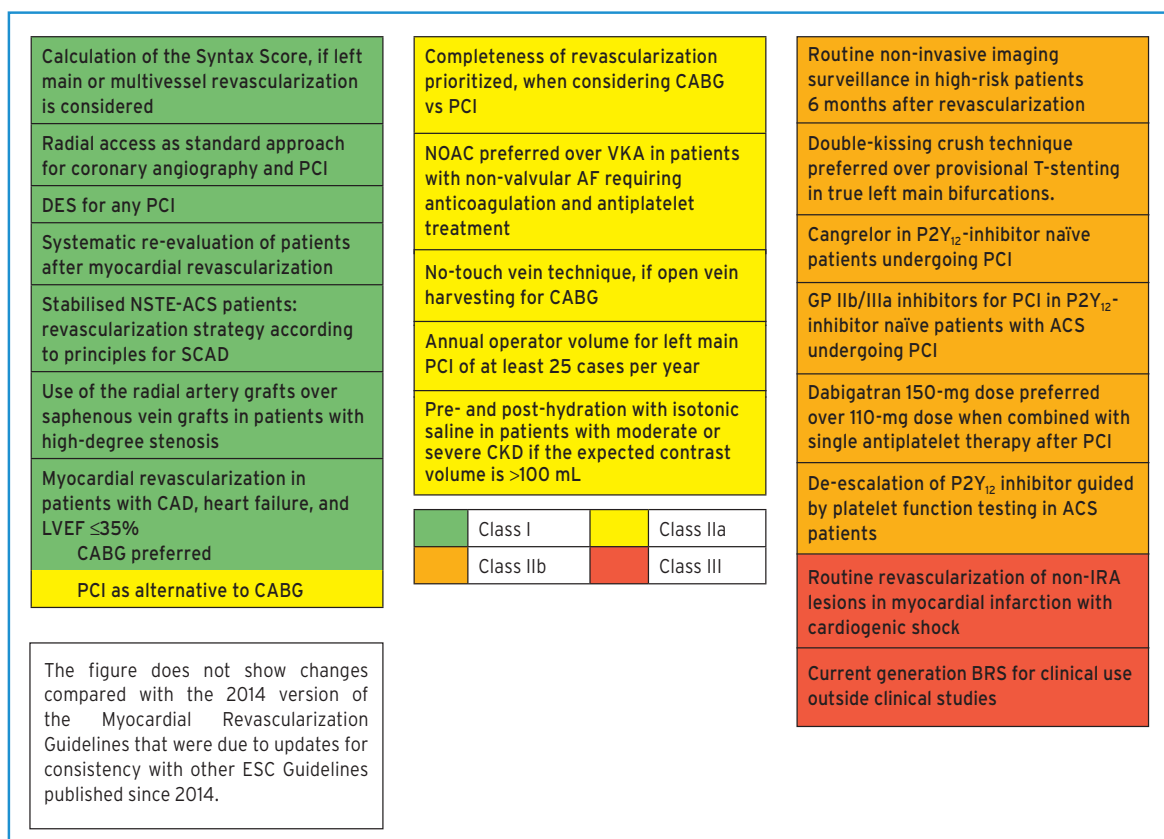 Calculation of the Syntax Score, if left
main or multivessel revascularization
is considered
Radial access as standard approach
for coronary angiography and PCI
DES for any PCI
Systematic re-evaluation of patients
after myocardial revascularization
Stabilised NSTE-ACS patients:
revascularization strategy according
to principles for SCAD
Use of the radial artery grafts over
saphenous vein grafts in patients with
high-degree stenosis
Myocardial revascularization in
patients with CAD, heart failure, and
LVEF ≤35%
CABG preferred
PCI as alternative to CABG
The figure does not show changes
compared with the 2014 version of
the Myocardial Revascularization
Guidelines that were due to updates for
consistency with other ESC Guidelines
published since 2014.
Completeness of revascularization
prioritized, when considering CABG
vs PCI
NOAC preferred over VKA in patients
with non-valvular AF requiring
anticoagulation and antiplatelet
treatment
No-touch vein technique, if open vein
harvesting for CABG
Annual operator volume for left main
PCI of at least 25 cases per year
Pre- and post-hydration with isotonic
saline in patients with moderate or
severe CKD if the expected contrast
volume is >100 mL
Class I
Class IIa
Class IIb
Class III
Routine non-invasive imaging
surveillance in high-risk patients
6 months after revascularization
Double-kissing crush technique
preferred over provisional T-stenting
in true left main bifurcations.
Cangrelor in P2Y₁₂-inhibitor naïve
patients undergoing PCI
GP IIb/IIIa inhibitors for PCI in P2Y₁₂-
inhibitor naïve patients with ACS
undergoing PCI
Dabigatran 150-mg dose preferred
over 110-mg dose when combined with
single antiplatelet therapy after PCI
De-escalation of P2Y₁₂ inhibitor guided
by platelet function testing in ACS
patients
Routine revascularization of non-IRA
lesions in myocardial infarction with
cardiogenic shock
Current generation BRS for clinical use
outside clinical studies